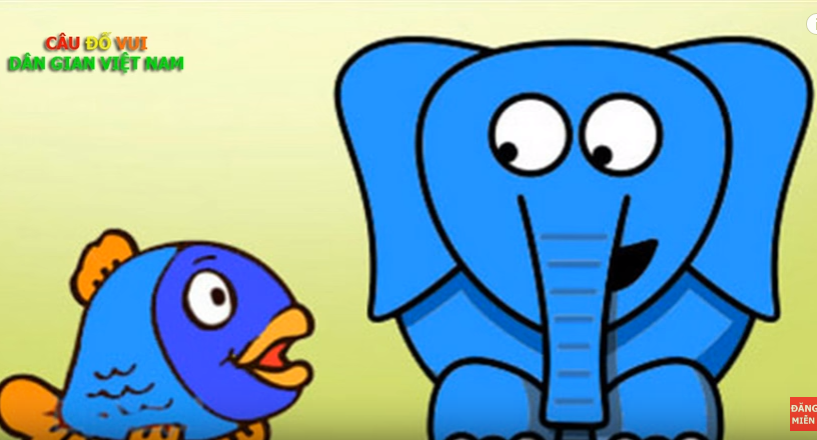 CÂU ĐỐ VUI
DÂN GIAN VIỆT NAM
ĐĂNG
MIỄN